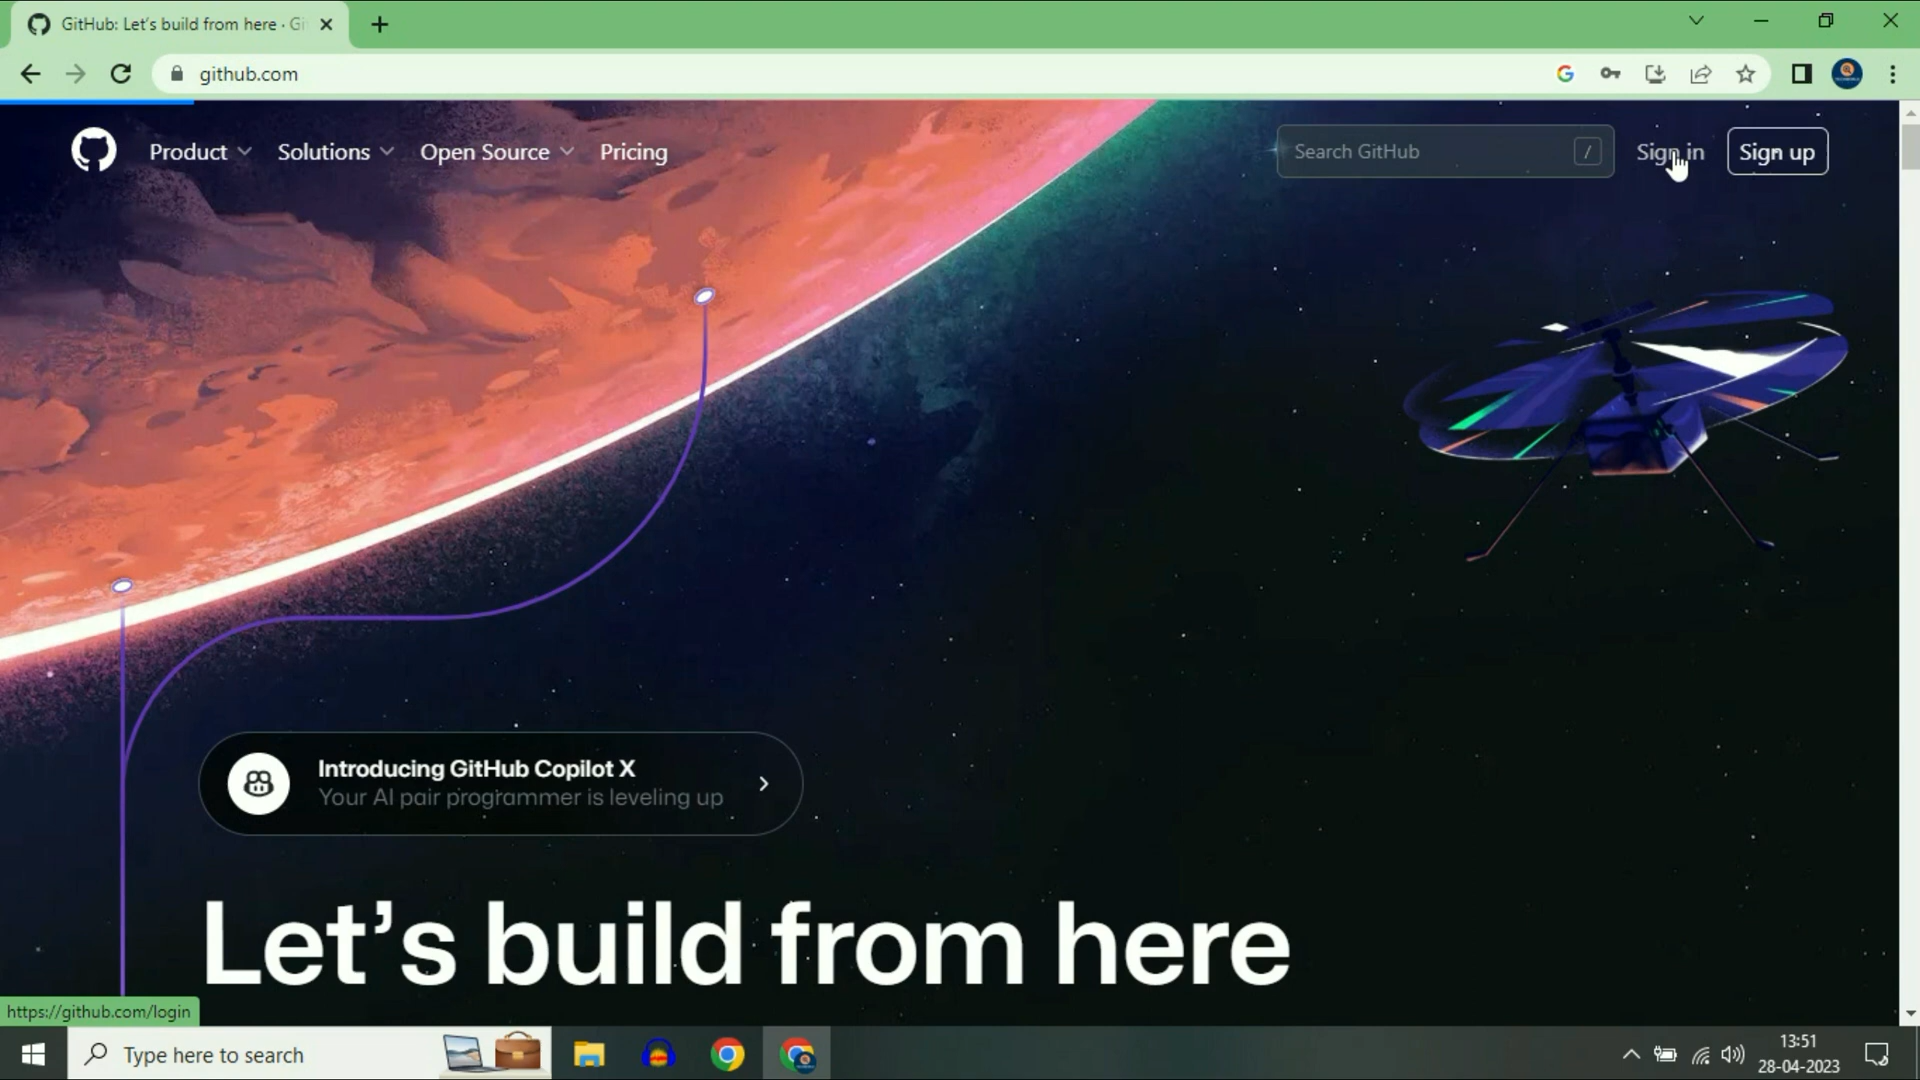 GitHub: Let's build from here · Gi
github.com
Product
Solutions
Open Source
Pricing
Search GitHub
/
Sign in
Sign up
Introducing GitHub Copilot X
Your AI pair programmer is leveling up
Let's build from here
https://github.com/login
Type here to search
13:51
28-04-2023